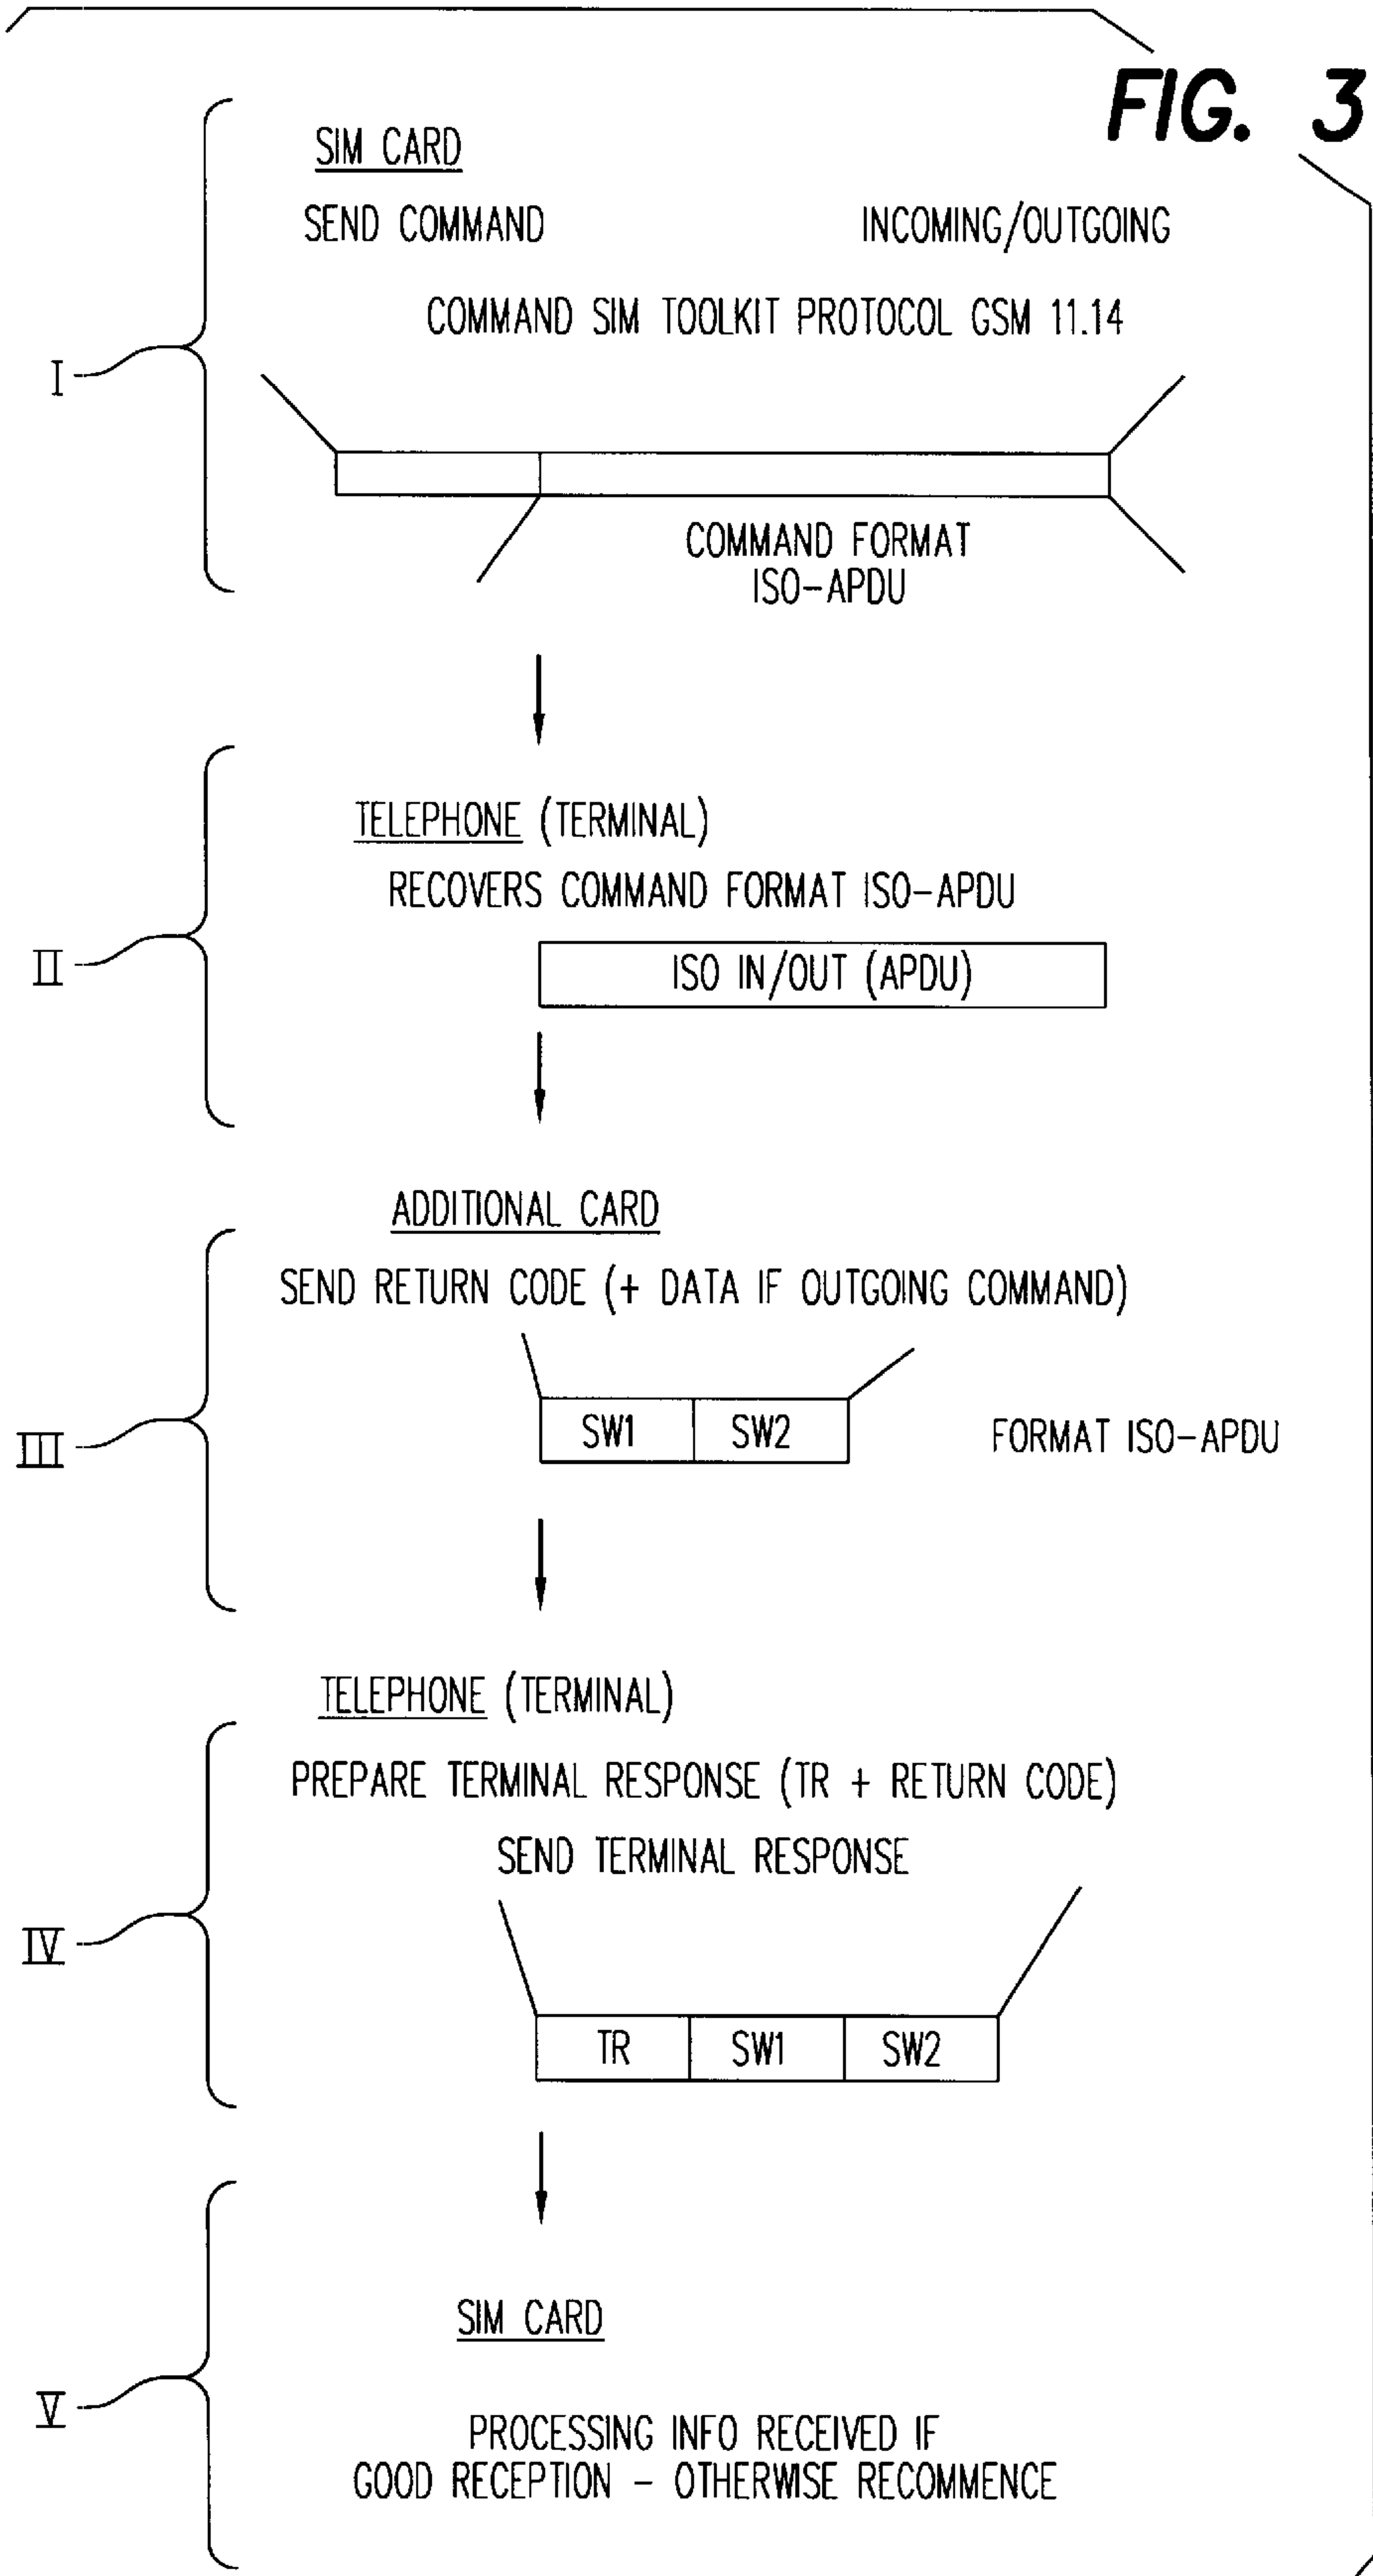 FIG. 3
SIM CARD
SEND COMMAND INCOMING/OUTGOING
COMMAND SIM TOOLKIT PROTOCOL GSM 11.14
I
COMMAND FORMAT
ISO-APDU
TELEPHONE (TERMINAL)
RECOVERS COMMAND FORMAT ISO-APDU
II
ISO IN/OUT (APDU)
ADDITIONAL CARD
SEND RETURN CODE (+ DATA IF OUTGOING COMMAND)
SW1 SW2 FORMAT ISO-APDU
III
TELEPHONE (TERMINAL)
PREPARE TERMINAL RESPONSE (TR + RETURN CODE)
SEND TERMINAL RESPONSE
IV
TR SW1 SW2
SIM CARD
V
PROCESSING INFO RECEIVED IF
GOOD RECEPTION - OTHERWISE RECOMMENCE